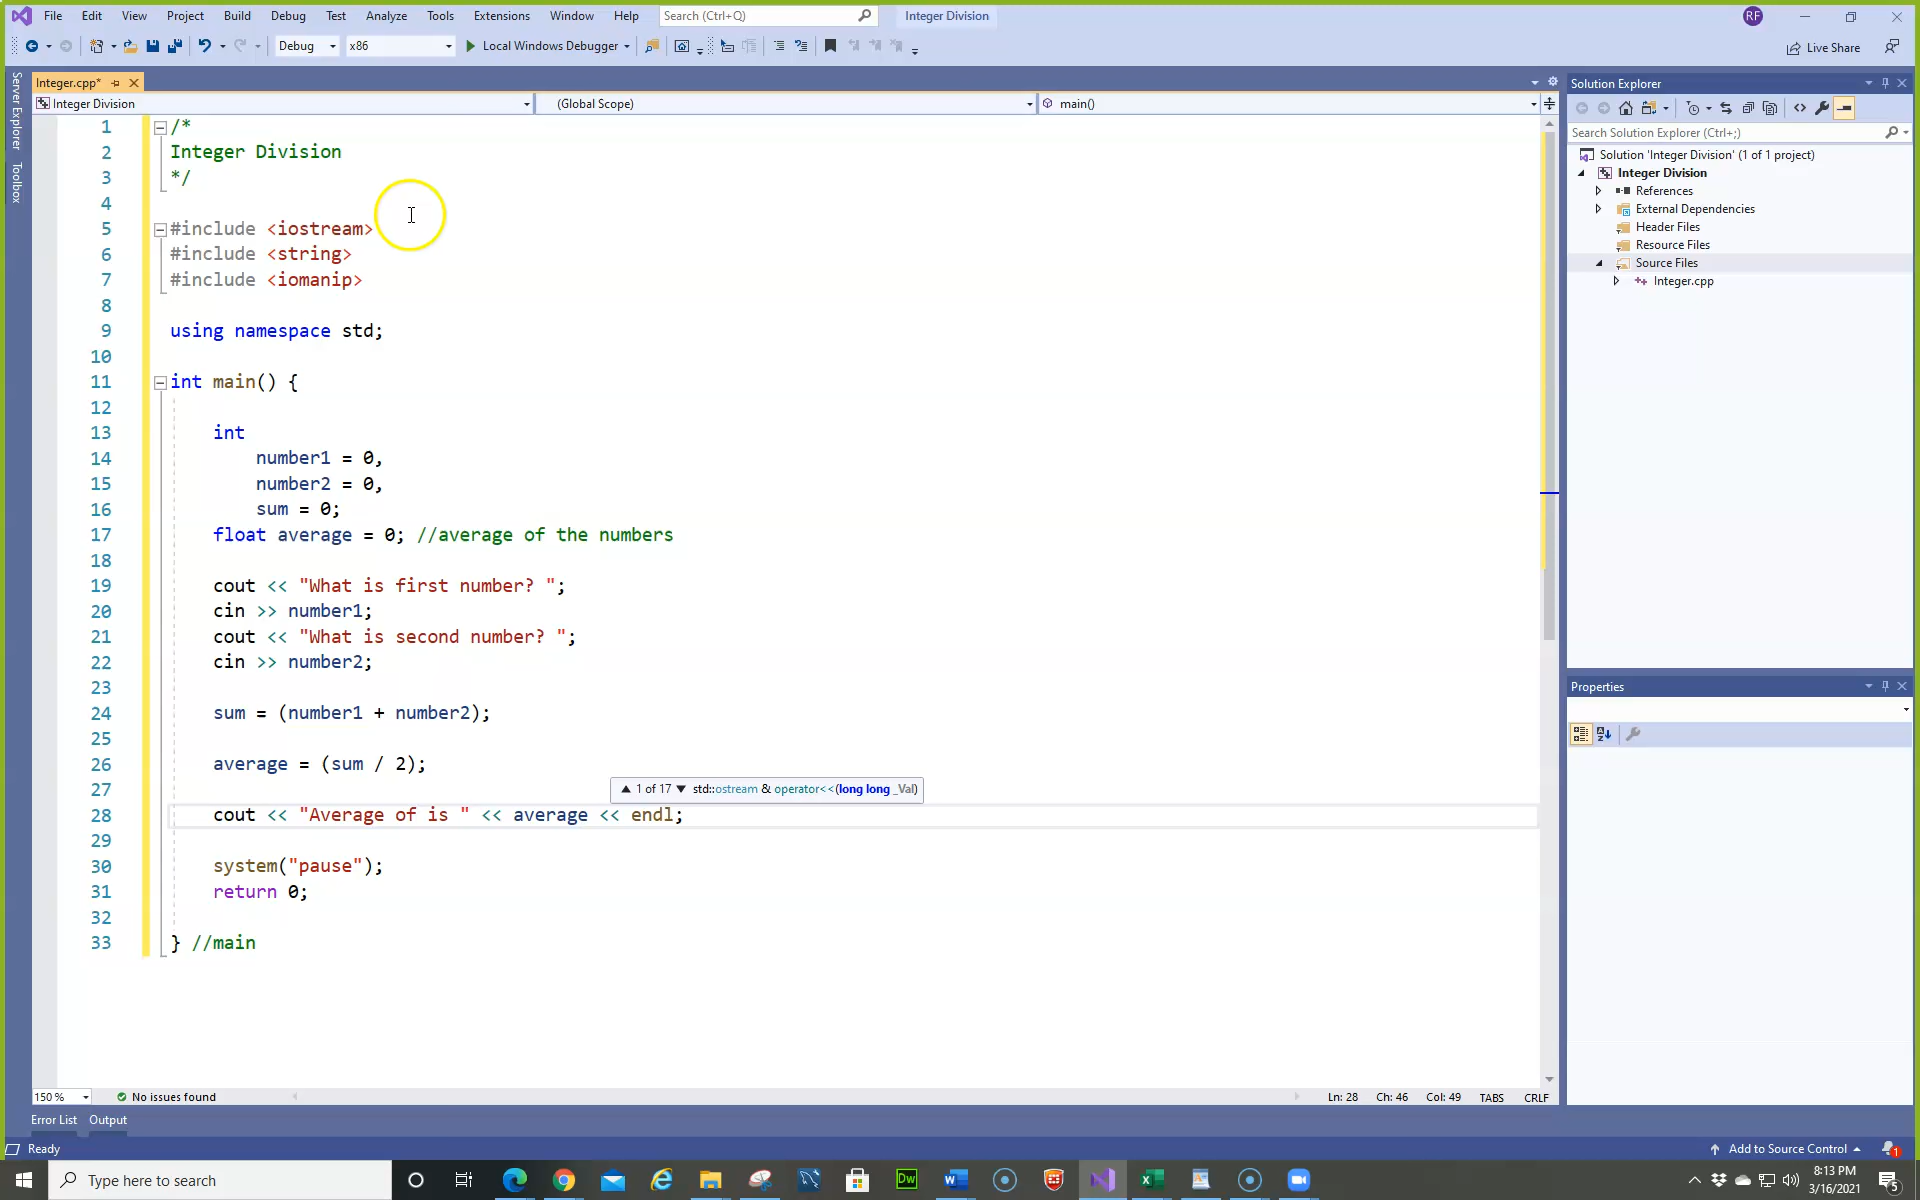 File Edit View Project Build Debug Test Analyze Tools Extensions Window Help Search (Ctrl+Q) Integer Division RF
Debug x86 Local Windows Debugger Live Share
Server Explorer
Toolbox
Integer.cpp*
Integer Division (Global Scope) main()
1 /*
2 Integer Division
3 */
4
5 #include <iostream>
6 #include <string>
7 #include <iomanip>
8
9 using namespace std;
10
11 int main() {
12
13 int
14 number1 = 0,
15 number2 = 0,
16 sum = 0;
17 float average = 0; //average of the numbers
18
19 cout << "What is first number? ";
20 cin >> number1;
21 cout << "What is second number? ";
22 cin >> number2;
23
24 sum = (number1 + number2);
25
26 average = (sum / 2);
27
1 of 17 std::ostream & operator<<(long long _Val)
28 cout << "Average of is " << average << endl;
29
30 system("pause");
31 return 0;
32
33 } //main
150 % No issues found Ln: 28 Ch: 46 Col: 49 TABS CRLF
Error List Output
Solution Explorer
Search Solution Explorer (Ctrl+;)
Solution 'Integer Division' (1 of 1 project)
Integer Division
References
External Dependencies
Header Files
Resource Files
Source Files
Integer.cpp
Properties
Ready Add to Source Control 1
Type here to search Dw
8:13 PM
3/16/2021
5